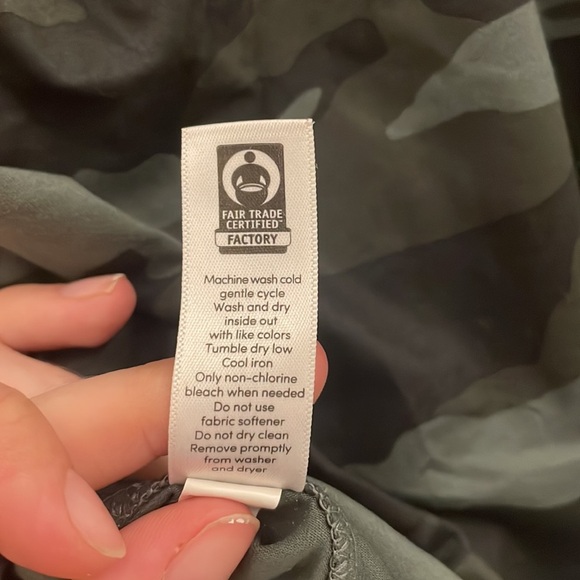 FAIR TRADE
CERTIFIED™
FACTORY
Machine wash cold
gentle cycle
Wash and dry
inside out
with like colors
Tumble dry low
Cool iron
Only non-chlorine
bleach when needed
Do not use
fabric softener
Do not dry clean
Remove promptly
from washer
and dryer